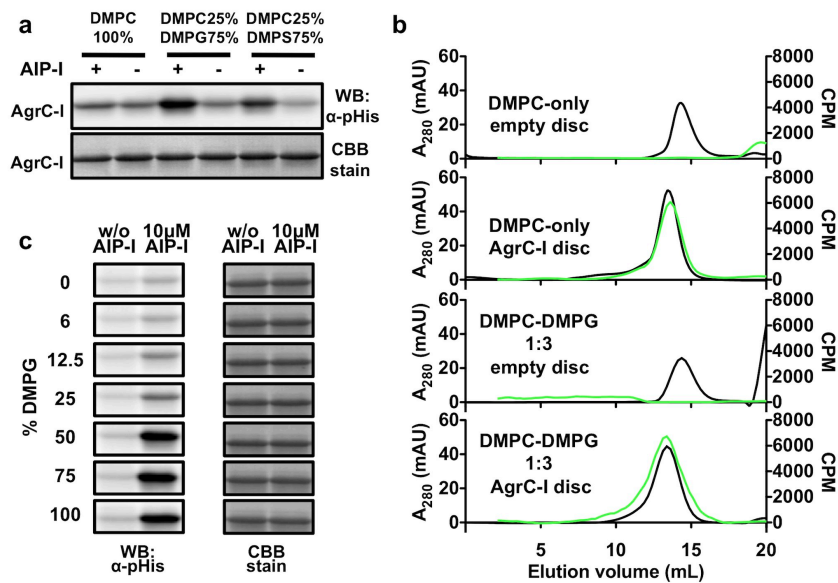 a
DMPC DMPC25% DMPC25%
100% DMPG75% DMPS75%
AIP-I + - + - + -
AgrC-I WB:
α-pHis
AgrC-I CBB
stain
b
60 8000
40 6000
4000
20 2000
0 0
A280 (mAU) CPM
DMPC-only
empty disc
60 8000
40 6000
4000
20 2000
0 0
A280 (mAU) CPM
DMPC-only
AgrC-I disc
60 8000
40 6000
4000
20 2000
0 0
A280 (mAU) CPM
DMPC-DMPG
1:3
empty disc
60 8000
40 6000
4000
20 2000
0 0
A280 (mAU) CPM
DMPC-DMPG
1:3
AgrC-I disc
5 10 15 20
Elution volume (mL)
c
w/o 10μM w/o 10μM
AIP-I AIP-I AIP-I AIP-I
% DMPG
0
6
12.5
25
50
75
100
WB: CBB
α-pHis stain